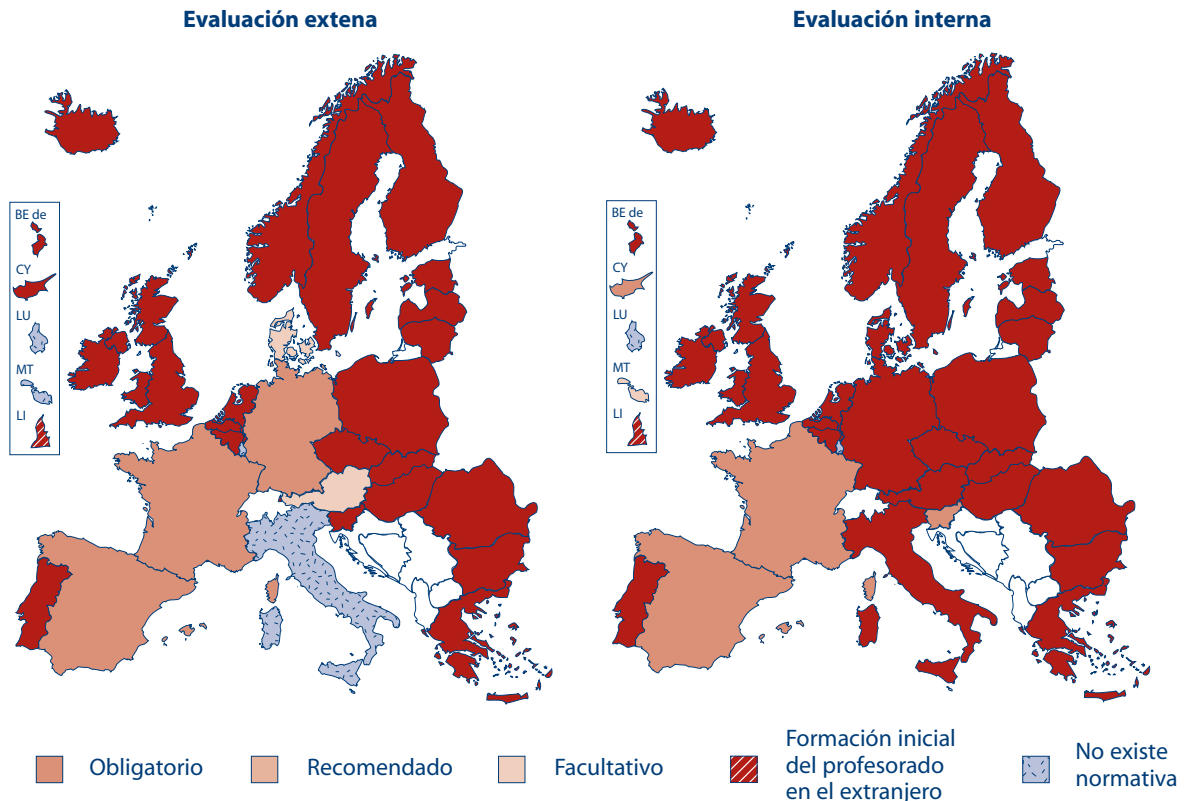 Evaluación extena
Evaluación interna
BE de
CY
LU
MT
LI
BE de
CY
LU
MT
LI
Obligatorio
Recomendado
Facultativo
Formación inicial
del profesorado
en el extranjero
No existe
normativa